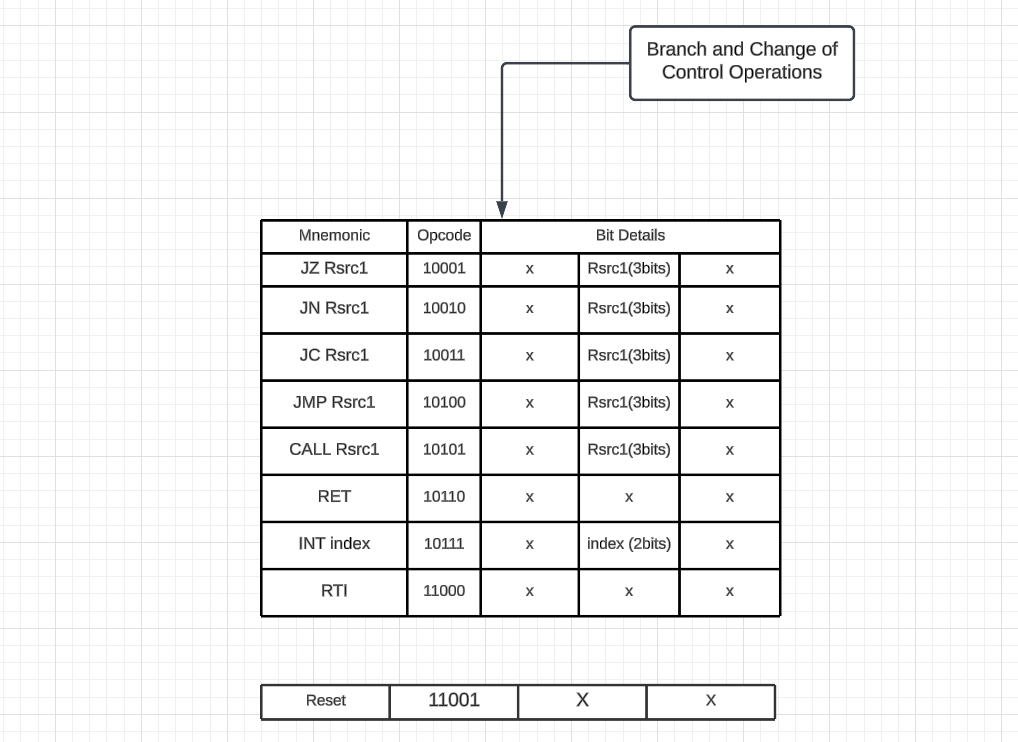 Branch and Change of
Control Operations
Mnemonic Opcode Bit Details
JZ Rsrc1 10001 x Rsrc1(3bits) x
JN Rsrc1 10010 x Rsrc1(3bits) x
JC Rsrc1 10011 x Rsrc1(3bits) x
JMP Rsrc1 10100 x Rsrc1(3bits) x
CALL Rsrc1 10101 x Rsrc1(3bits) x
RET 10110 x x x
INT index 10111 x index (2bits) x
RTI 11000 x x x
Reset 11001 X X